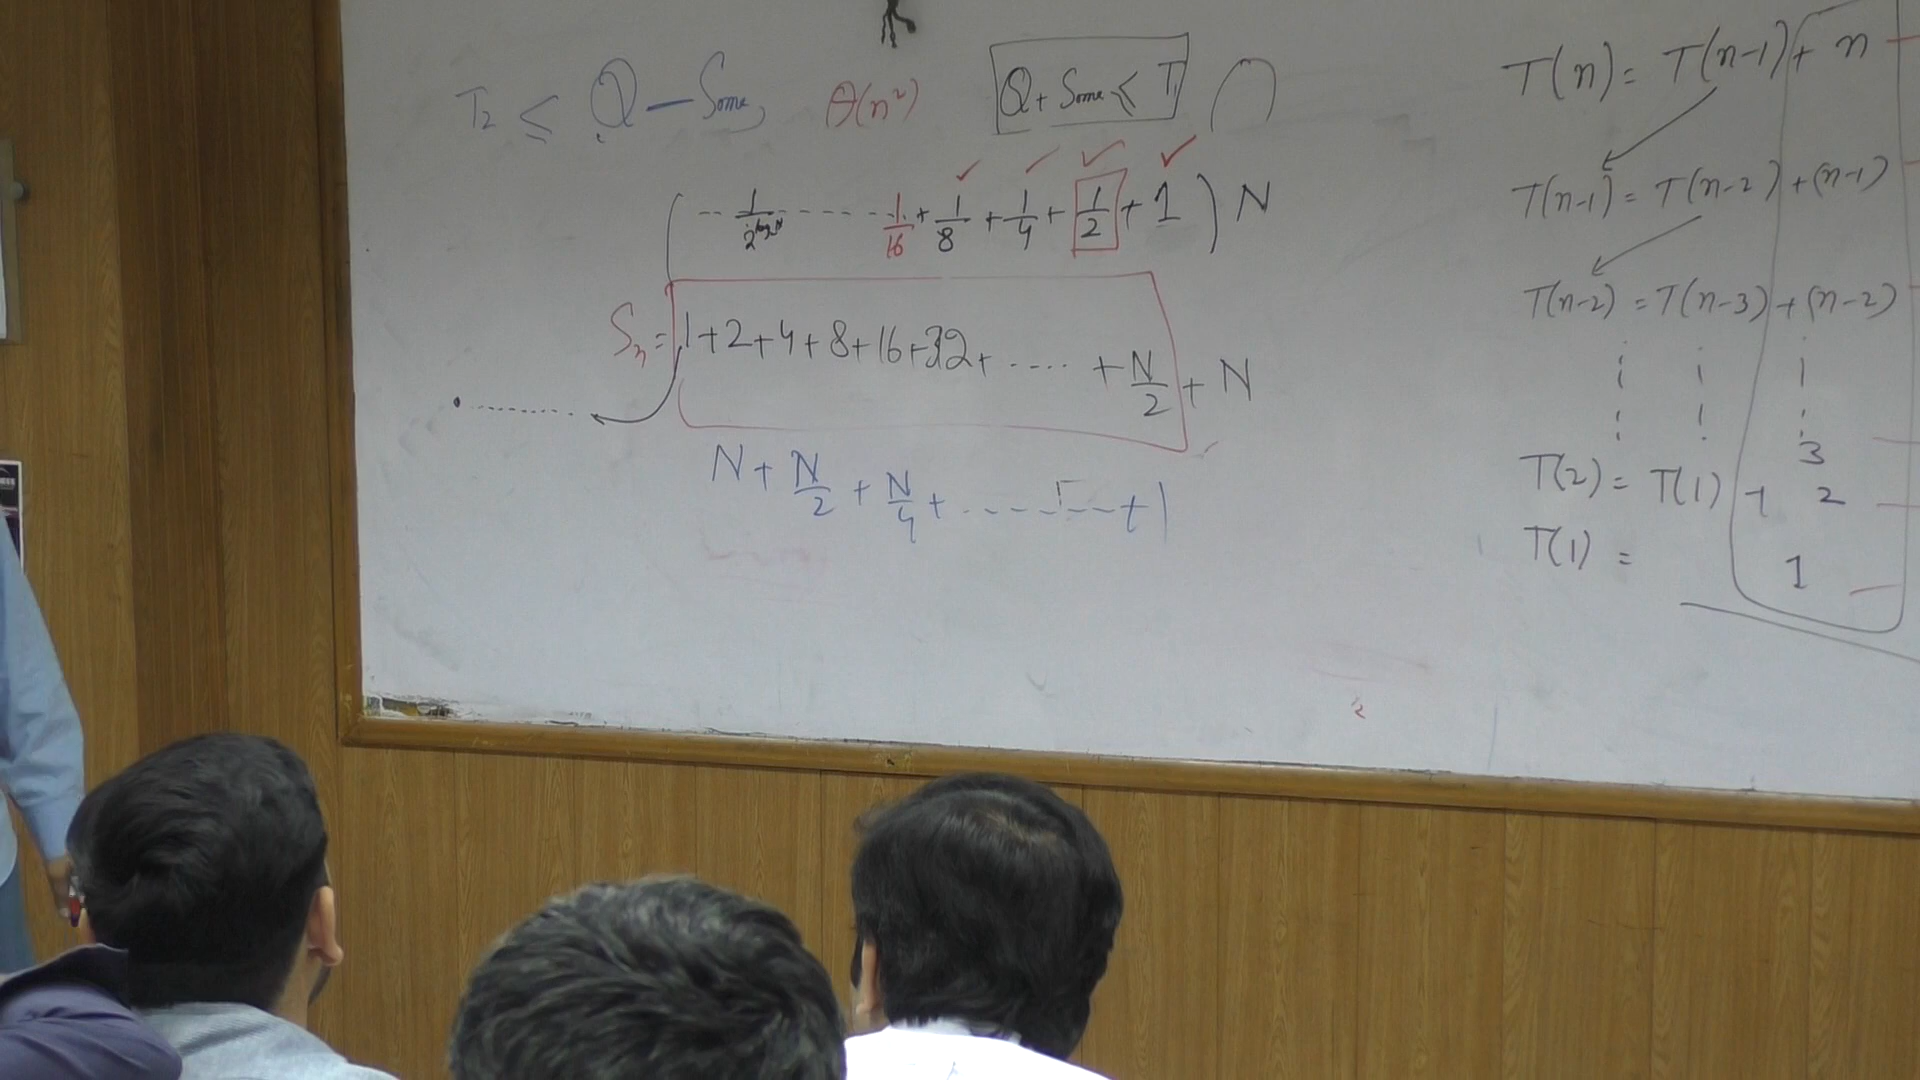 T₂ ≤ Q — Some, θ(n²) Q + Some ≤ T₁
( -- 1/2^{log₂N} ---- 1/16 + 1/8 + 1/4 + 1/2 + 1 ) N
Sₙ = 1+2+4+8+16+32+ ..... + N/2 + N
N + N/2 + N/4 + ------ + 1
T(n) = T(n-1) + n
T(n-1) = T(n-2) + (n-1)
T(n-2) = T(n-3) + (n-2)
3
T(2) = T(1) + 2
T(1) = 1